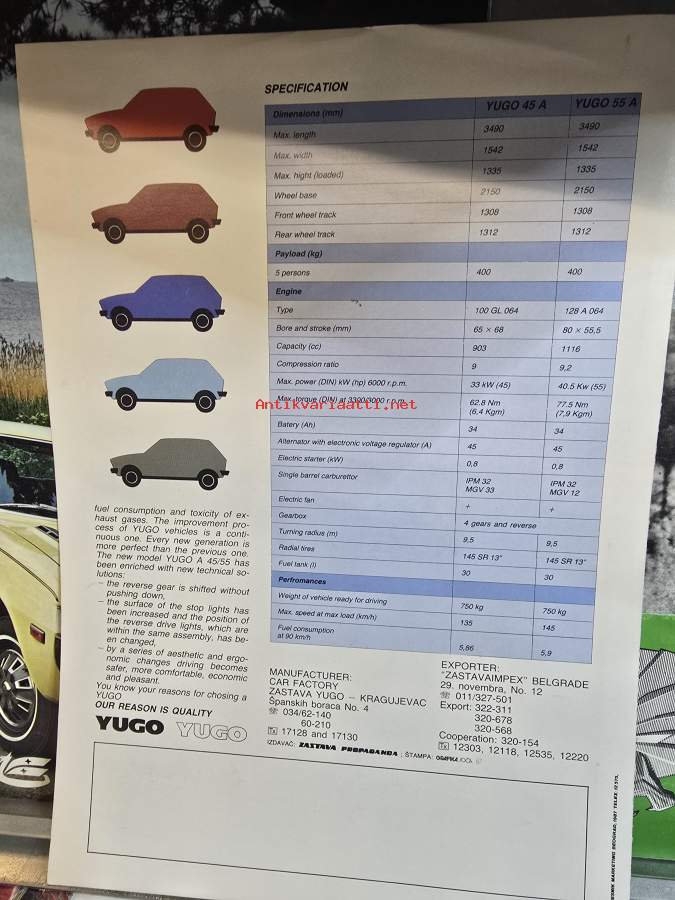 SPECIFICATION
Dimensions (mm) YUGO 45 A YUGO 55 A
Max. length 3490 3490
Max. width 1542 1542
Max. hight (loaded) 1335 1335
Wheel base 2150 2150
Front wheel track 1308 1308
Rear wheel track 1312 1312
Payload (kg)
5 persons 400 400
Engine
Type 100 GL 064 128 A 064
Bore and stroke (mm) 65 × 68 80 × 55,5
Capacity (cc) 903 1116
Compression ratio 9 9,2
Max. power (DIN) kW (hp) 6000 r.p.m. 33 kW (45) 40.5 Kw (55)
Max. torque (DIN) at 3300/3000 r.p.m. 62.8 Nm 77.5 Nm
(6,4 Kgm) (7,9 Kgm)
Antikvariaatti.net
Batery (Ah) 34 34
Alternator with electronic voltage regulator (A) 45 45
Electric starter (kW) 0,8 0,8
Single barrel carburettor IPM 32 IPM 32
MGV 33 MGV 12
Electric fan + +
Gearbox 4 gears and reverse
Turning radius (m) 9,5 9,5
Radial tires 145 SR 13" 145 SR 13"
Fuel tank (l) 30 30
Perfromances
Weight of vehicle ready for driving 750 kg 750 kg
Max. speed at max load (km/h) 135 145
Fuel consumption
at 90 km/h 5,86 5,9
fuel consumption and toxicity of ex-
haust gases. The improvement pro-
cess of YUGO vehicles is a conti-
nuous one. Every new generation is
more perfect than the previous one.
The new model YUGO A 45/55 has
been enriched with new technical so-
lutions:
— the reverse gear is shifted without
pushing down,
— the surface of the stop lights has
been increased and the position of
the reverse drive lights, which are
within the same assembly, has be-
en changed,
— by a series of aesthetic and ergo-
nomic changes driving becomes
safer, more comfortable, economic
and pleasant.
You know your reasons for chosing a
YUGO
OUR REASON IS QUALITY
YUGO YUGO
MANUFACTURER:
CAR FACTORY
ZASTAVA YUGO — KRAGUJEVAC
Španskih boraca No. 4
☏ 034/62-140
60-210
Tx 17128 and 17130
EXPORTER:
"ZASTAVAIMPEX" BELGRADE
29. novembra, No. 12
☏ 011/327-501
Export: 322-311
320-678
320-568
Cooperation: 320-154
Tx 12303, 12118, 12535, 12220
IZDAVAČ: ZASTAVA PROPAGANDA; ŠTAMPA:
MARKETING BEOGRAD, 1987